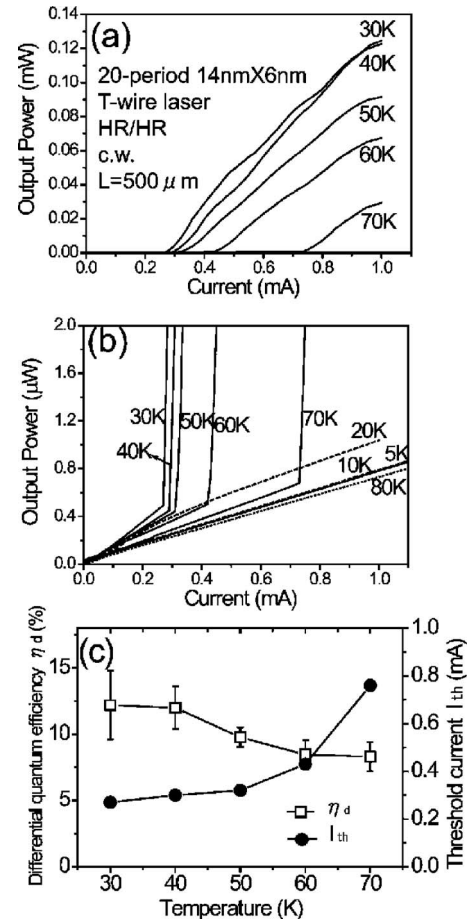 (a)
20-period 14nmX6nm
T-wire laser
HR/HR
c.w.
L=500 μm
30K
40K
50K
60K
70K
Output Power (mW)
0.14
0.12
0.10
0.08
0.06
0.04
0.02
0.00
0.0 0.2 0.4 0.6 0.8 1.0
Current (mA)
(b)
30K
40K
50K
60K
70K
20K
5K
10K
80K
Output Power (μW)
2.0
1.6
1.2
0.8
0.4
0.0
0.0 0.2 0.4 0.6 0.8 1.0
Current (mA)
(c)
Differential quantum efficiency η d (%)
15
10
5
0
Threshold current I th (mA)
1.0
0.8
0.6
0.4
0.2
0.0
η d
I th
30 40 50 60 70
Temperature (K)